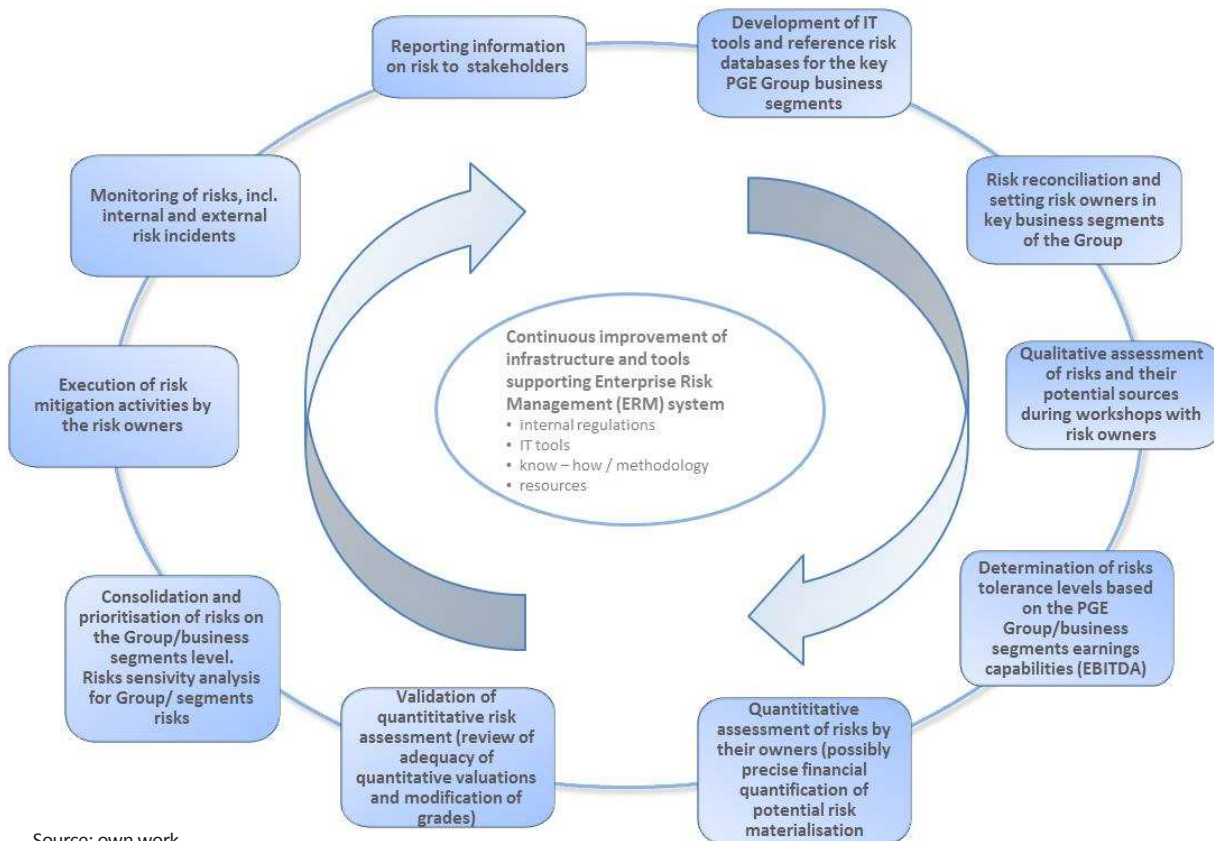 Reporting information
on risk to stakeholders
Development of IT
tools and reference risk
databases for the key
PGE Group business
segments
Risk reconciliation and
setting risk owners in
key business segments
of the Group
Qualitative assessment
of risks and their
potential sources
during workshops with
risk owners
Determination of risks
tolerance levels based
on the PGE
Group/business
segments earnings
capabilities (EBITDA)
Quantititative
assessment of risks by
their owners (possibly
precise financial
quantification of
potential risk
materialisation
Validation of
quantititative risk
assessment (review of
adequacy of
quantitative valuations
and modification of
grades)
Consolidation and
prioritisation of risks on
the Group/business
segments level.
Risks sensivity analysis
for Group/ segments
risks
Execution of risk
mitigation activities by
the risk owners
Monitoring of risks, incl.
internal and external
risk incidents
Continuous improvement of
infrastructure and tools
supporting Enterprise Risk
Management (ERM) system
• internal regulations
• IT tools
• know – how / methodology
• resources
Source: own work